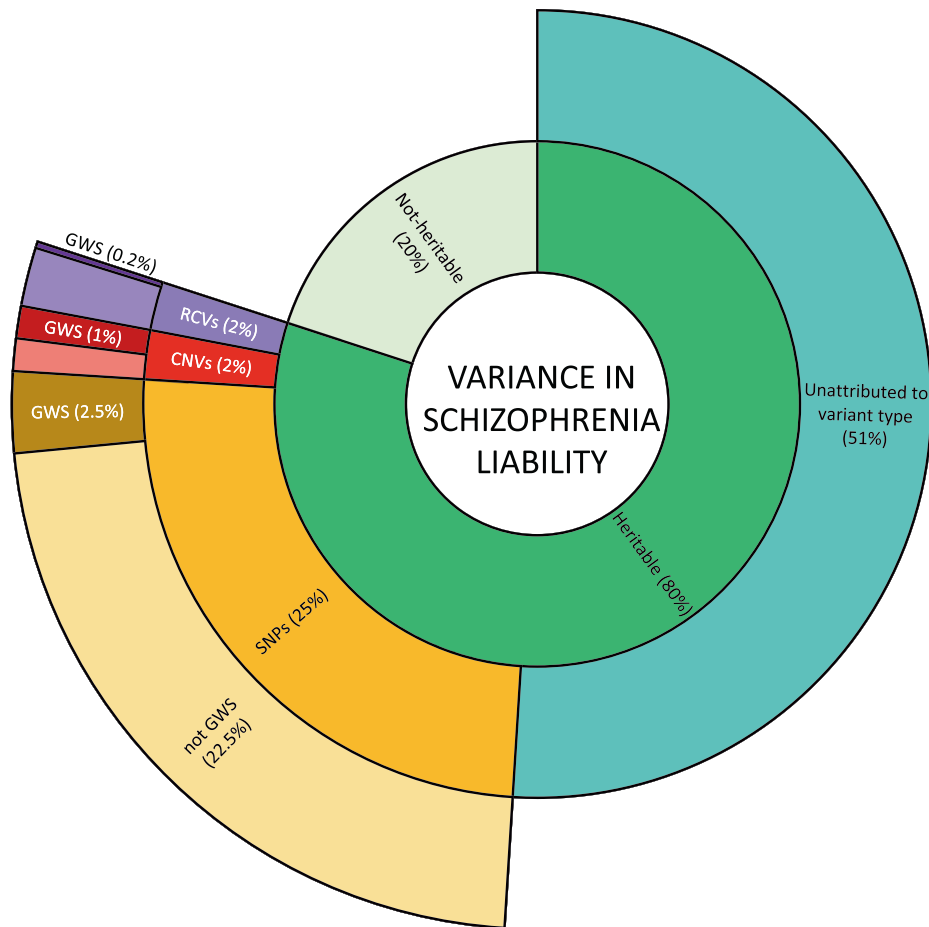 VARIANCE IN
SCHIZOPHRENIA
LIABILITY
Not-heritable
(20%)
Heritable (80%)
Unattributed to
variant type
(51%)
GWS (0.2%)
RCVs (2%)
GWS (1%)
CNVs (2%)
GWS (2.5%)
SNPs (25%)
not GWS
(22.5%)